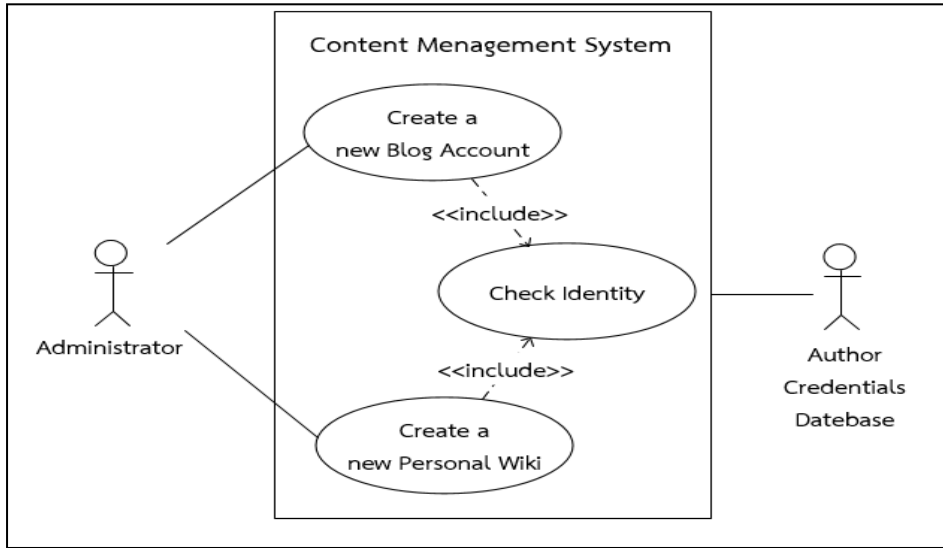 Content Menagement System
Create a
new Blog Account
<<include>>
Check Identity
<<include>>
Create a
new Personal Wiki
Administrator
Author
Credentials
Datebase